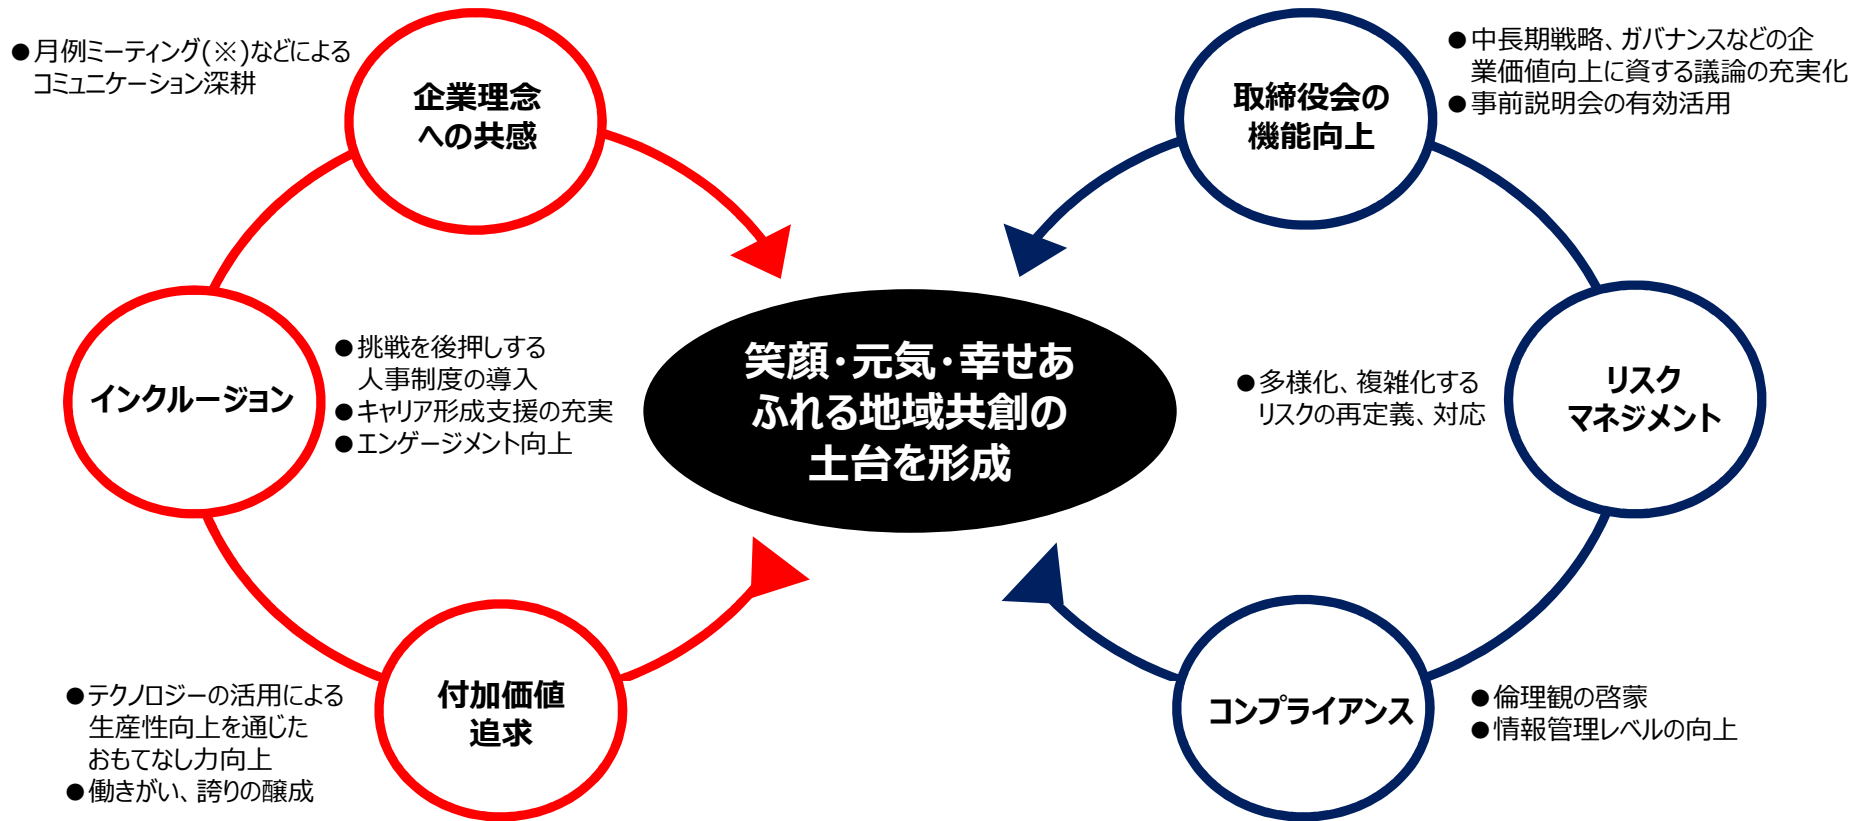 ●月例ミーティング(※)などによる
コミュニケーション深耕
企業理念
への共感
インクルージョン
●挑戦を後押しする
人事制度の導入
●キャリア形成支援の充実
●エンゲージメント向上
付加価値
追求
●テクノロジーの活用による
生産性向上を通じた
おもてなし力向上
●働きがい、誇りの醸成
笑顔・元気・幸せあ
ふれる地域共創の
土台を形成
取締役会の
機能向上
●中長期戦略、ガバナンスなどの企
業価値向上に資する議論の充実化
●事前説明会の有効活用
●多様化、複雑化する
リスクの再定義、対応
リスク
マネジメント
コンプライアンス
●倫理観の啓蒙
●情報管理レベルの向上